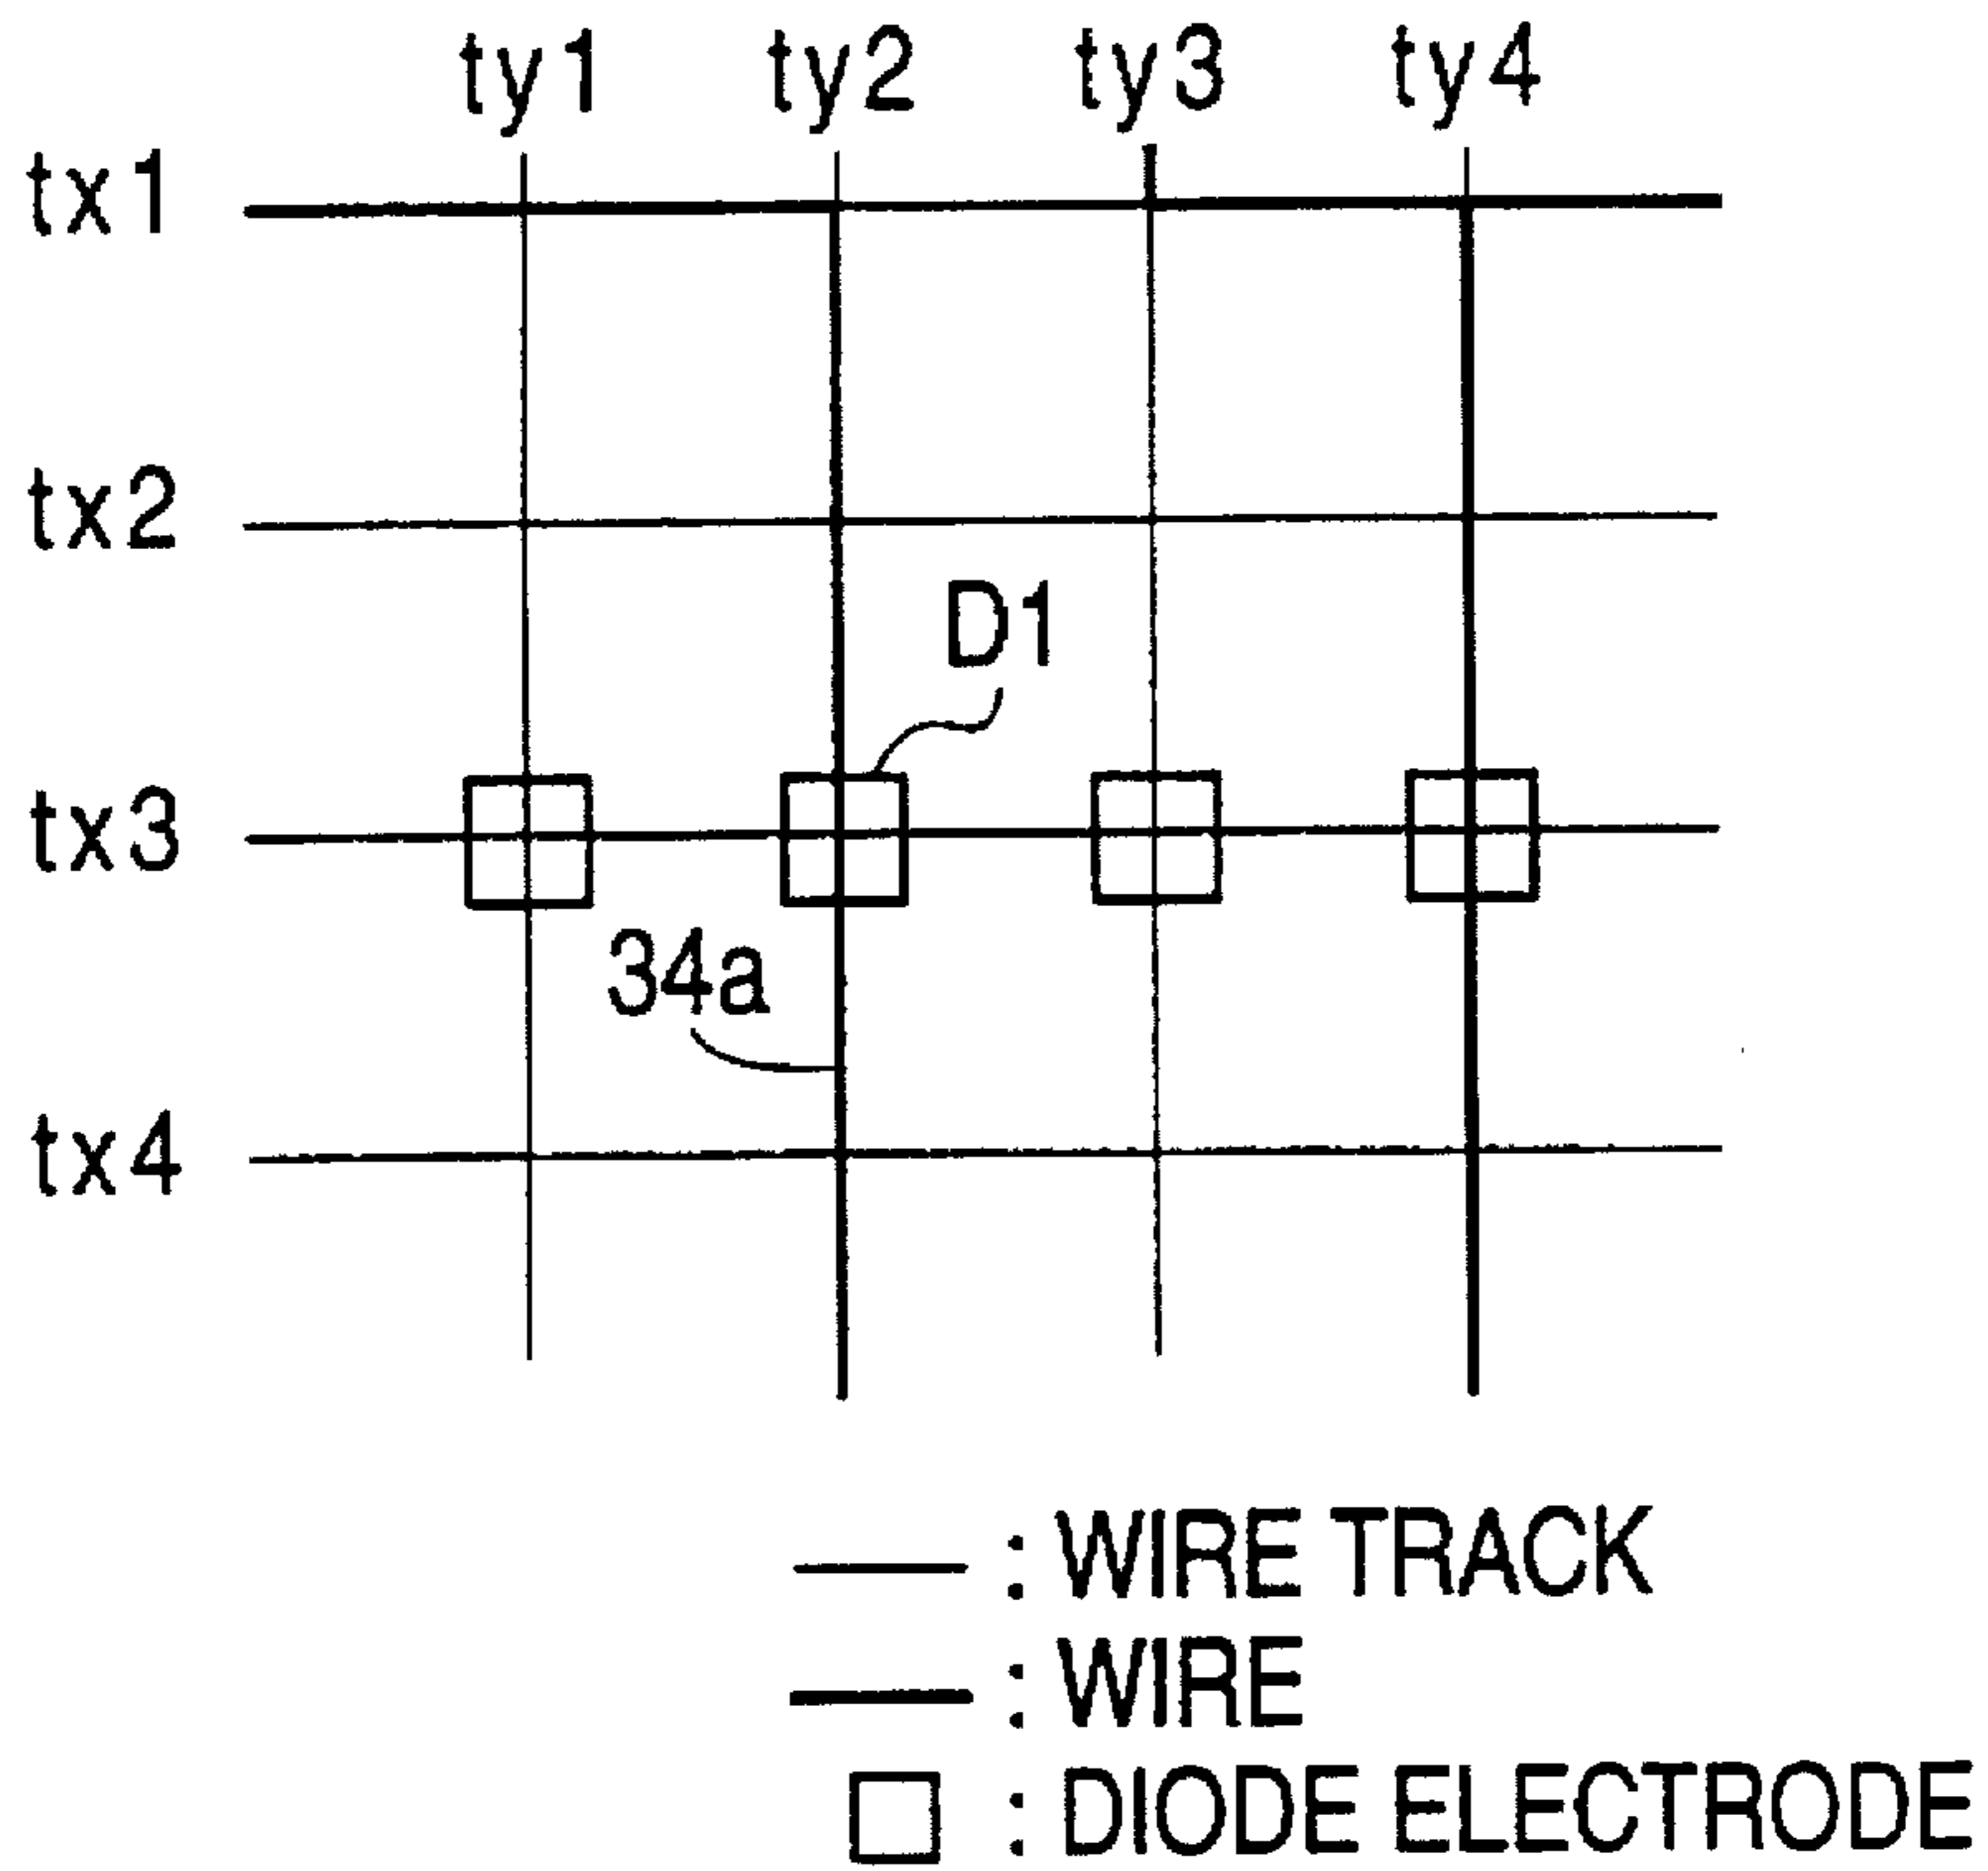 ty1 ty2 ty3 ty4
tx1
tx2
D1
tx3
34a
tx4
: WIRE TRACK
: WIRE
: DIODE ELECTRODE